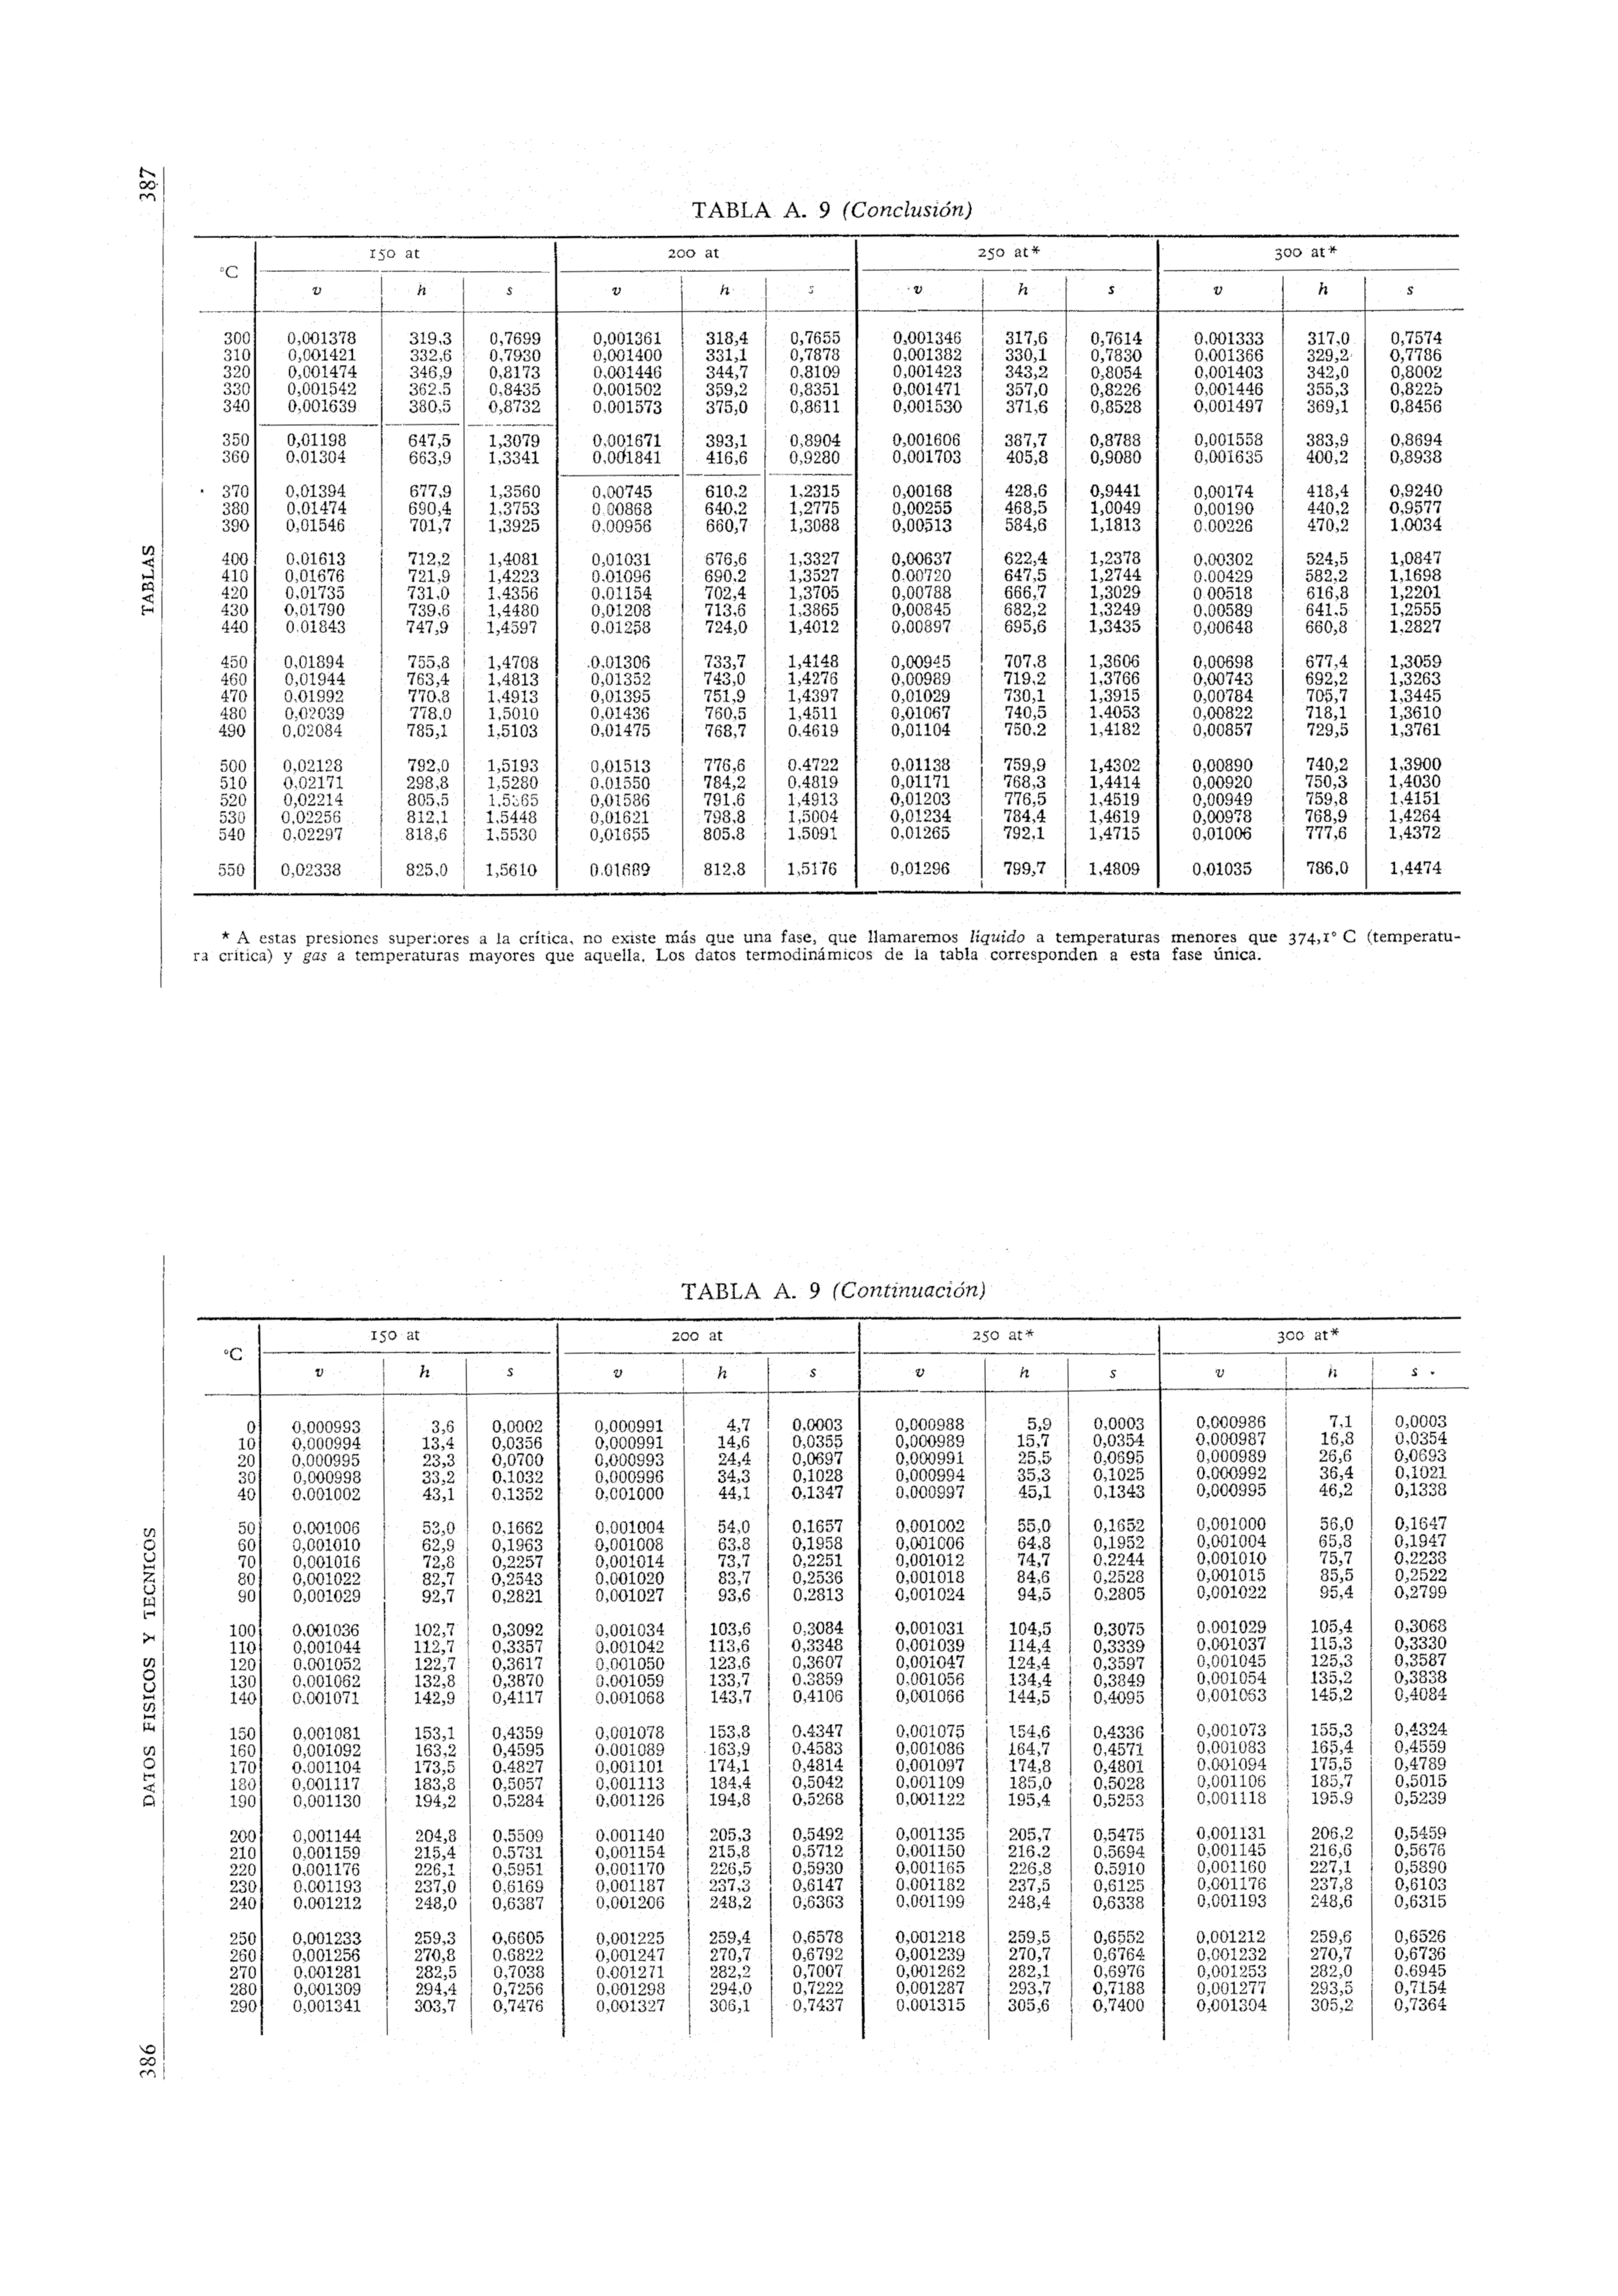 387
TABLAS
TABLA A. 9 (Conclusión)
°C 150 at 200 at 250 at* 300 at*
v h s v h s v h s v h s
300 0,001378 319,3 0,7699 0,001361 318,4 0,7655 0,001346 317,6 0,7614 0,001333 317,0 0,7574
310 0,001421 332,6 0,7930 0,001400 331,1 0,7878 0,001382 330,1 0,7830 0,001366 329,2 0,7786
320 0,001474 346,9 0,8173 0,001446 344,7 0,8109 0,001423 343,2 0,8054 0,001403 342,0 0,8002
330 0,001542 362,5 0,8435 0,001502 359,2 0,8351 0,001471 357,0 0,8226 0,001446 355,3 0,8225
340 0,001639 380,5 0,8732 0,001573 375,0 0,8611 0,001530 371,6 0,8528 0,001497 369,1 0,8456
350 0,01198 647,5 1,3079 0,001671 393,1 0,8904 0,001606 387,7 0,8788 0,001558 383,9 0,8694
360 0,01304 663,9 1,3341 0,001841 416,6 0,9280 0,001703 405,8 0,9080 0,001635 400,2 0,8938
370 0,01394 677,9 1,3560 0,00745 610,2 1,2315 0,00168 428,6 0,9441 0,00174 418,4 0,9240
380 0,01474 690,4 1,3753 0,00868 640,2 1,2775 0,00255 468,5 1,0049 0,00190 440,2 0,9577
390 0,01546 701,7 1,3925 0,00956 660,7 1,3088 0,00513 584,6 1,1813 0,00226 470,2 1,0034
400 0,01613 712,2 1,4081 0,01031 676,6 1,3327 0,00637 622,4 1,2378 0,00302 524,5 1,0847
410 0,01676 721,9 1,4223 0,01096 690,2 1,3527 0,00720 647,5 1,2744 0,00429 582,2 1,1698
420 0,01735 731,0 1,4356 0,01154 702,4 1,3705 0,00788 666,7 1,3029 0,00518 616,8 1,2201
430 0,01790 739,6 1,4480 0,01208 713,6 1,3865 0,00845 682,2 1,3249 0,00589 641,5 1,2555
440 0,01843 747,9 1,4597 0,01258 724,0 1,4012 0,00897 695,6 1,3435 0,00648 660,8 1,2827
450 0,01894 755,8 1,4708 0,01306 733,7 1,4148 0,00945 707,8 1,3606 0,00698 677,4 1,3059
460 0,01944 763,4 1,4813 0,01352 743,0 1,4276 0,00989 719,2 1,3766 0,00743 692,2 1,3263
470 0,01992 770,8 1,4913 0,01395 751,9 1,4397 0,01029 730,1 1,3915 0,00784 705,7 1,3445
480 0,02039 778,0 1,5010 0,01436 760,5 1,4511 0,01067 740,5 1,4053 0,00822 718,1 1,3610
490 0,02084 785,1 1,5103 0,01475 768,7 0,4619 0,01104 750,2 1,4182 0,00857 729,5 1,3761
500 0,02128 792,0 1,5193 0,01513 776,6 0,4722 0,01138 759,9 1,4302 0,00890 740,2 1,3900
510 0,02171 298,8 1,5280 0,01550 784,2 0,4819 0,01171 768,3 1,4414 0,00920 750,3 1,4030
520 0,02214 805,5 0,01586 791,6 1,4913 0,01203 776,5 1,4519 0,00949 759,8 1,4151
530 0,02256 812,1 1,5448 0,01621 798,8 1,5004 0,01234 784,4 1,4619 0,00978 768,9 1,4264
540 0,02297 818,6 1,5530 0,01655 805,8 1,5091 0,01265 792,1 1,4715 0,01006 777,6 1,4372
550 0,02338 825,0 1,5610 0,01689 812,8 1,5176 0,01296 799,7 1,4809 0,01035 786,0 1,4474
* A estas presiones superiores a la crítica, no existe más que una fase, que llamaremos líquido a temperaturas menores que 374,1° C (temperatu-
ra crítica) y gas a temperaturas mayores que aquella. Los datos termodinámicos de la tabla corresponden a esta fase única.
386
DATOS FISICOS Y TECNICOS
TABLA A. 9 (Continuación)
°C 150 at 200 at 250 at* 300 at*
v h s v h s v h s v h s
0 0,000993 3,6 0,0002 0,000991 4,7 0,0003 0,000988 5,9 0,0003 0,000986 7,1 0,0003
10 0,000994 13,4 0,0356 0,000991 14,6 0,0355 0,000989 15,7 0,0354 0,000987 16,8 0,0354
20 0,000995 23,3 0,0700 0,000993 24,4 0,0697 0,000991 25,5 0,0695 0,000989 26,6 0,0693
30 0,000998 33,2 0,1032 0,000996 34,3 0,1028 0,000994 35,3 0,1025 0,000992 36,4 0,1021
40 0,001002 43,1 0,1352 0,001000 44,1 0,1347 0,000997 45,1 0,1343 0,000995 46,2 0,1338
50 0,001006 53,0 0,1662 0,001004 54,0 0,1657 0,001002 55,0 0,1652 0,001000 56,0 0,1647
60 0,001010 62,9 0,1963 0,001008 63,8 0,1958 0,001006 64,8 0,1952 0,001004 65,8 0,1947
70 0,001016 72,8 0,2257 0,001014 73,7 0,2251 0,001012 74,7 0,2244 0,001010 75,7 0,2238
80 0,001022 82,7 0,2543 0,001020 83,7 0,2536 0,001018 84,6 0,2528 0,001015 85,5 0,2522
90 0,001029 92,7 0,2821 0,001027 93,6 0,2813 0,001024 94,5 0,2805 0,001022 95,4 0,2799
100 0,001036 102,7 0,3092 0,001034 103,6 0,3084 0,001031 104,5 0,3075 0,001029 105,4 0,3068
110 0,001044 112,7 0,3357 0,001042 113,6 0,3348 0,001039 114,4 0,3339 0,001037 115,3 0,3330
120 0,001052 122,7 0,3617 0,001050 123,6 0,3607 0,001047 124,4 0,3597 0,001045 125,3 0,3587
130 0,001062 132,8 0,3870 0,001059 133,7 0,3859 0,001056 134,4 0,3849 0,001054 135,2 0,3838
140 0,001071 142,9 0,4117 0,001068 143,7 0,4106 0,001066 144,5 0,4095 0,001063 145,2 0,4084
150 0,001081 153,1 0,4359 0,001078 153,8 0,4347 0,001075 154,6 0,4336 0,001073 155,3 0,4324
160 0,001092 163,2 0,4595 0,001089 163,9 0,4583 0,001086 164,7 0,4571 0,001083 165,4 0,4559
170 0,001104 173,5 0,4827 0,001101 174,1 0,4814 0,001097 174,8 0,4801 0,001094 175,5 0,4789
180 0,001117 183,8 0,5057 0,001113 184,4 0,5042 0,001109 185,0 0,5028 0,001106 185,7 0,5015
190 0,001130 194,2 0,5284 0,001126 194,8 0,5268 0,001122 195,4 0,5253 0,001118 195,9 0,5239
200 0,001144 204,8 0,5509 0,001140 205,3 0,5492 0,001135 205,7 0,5475 0,001131 206,2 0,5459
210 0,001159 215,4 0,5731 0,001154 215,8 0,5712 0,001150 216,2 0,5694 0,001145 216,6 0,5676
220 0,001176 226,1 0,5951 0,001170 226,5 0,5930 0,001165 226,8 0,5910 0,001160 227,1 0,5890
230 0,001193 237,0 0,6169 0,001187 237,3 0,6147 0,001182 237,5 0,6125 0,001176 237,8 0,6103
240 0,001212 248,0 0,6387 0,001206 248,2 0,6363 0,001199 248,4 0,6338 0,001193 248,6 0,6315
250 0,001233 259,3 0,6605 0,001225 259,4 0,6578 0,001218 259,5 0,6552 0,001212 259,6 0,6526
260 0,001256 270,8 0,6822 0,001247 270,7 0,6792 0,001239 270,7 0,6764 0,001232 270,7 0,6736
270 0,001281 282,5 0,7038 0,001271 282,2 0,7007 0,001262 282,1 0,6976 0,001253 282,0 0,6945
280 0,001309 294,4 0,7256 0,001298 294,0 0,7222 0,001287 293,7 0,7188 0,001277 293,5 0,7154
290 0,001341 303,7 0,7476 0,001327 306,1 0,7437 0,001315 305,6 0,7400 0,001304 305,2 0,7364